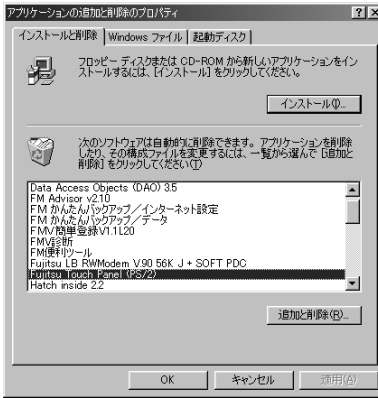 アプリケーションの追加と削除のプロパティ
インストールと削除
Windows ファイル
起動ディスク
フロッピー ディスクまたは CD-ROM から新しいアプリケーションをイン
ストールするには、[インストール] をクリックしてください。
インストール(I)...
次のソフトウェアは自動的に削除できます。アプリケーションを削除
したり、その構成ファイルを変更するには、一覧から選んで [追加と
削除] をクリックしてください(T)
Data Access Objects (DAO) 3.5
FM Advisor v2.10
FM かんたんバックアップ／インターネット設定
FM かんたんバックアップ／データ
FMV簡単登録V1.1L20
FMV診断
FM便利ツール
Fujitsu LB RWModem V.90 56K J + SOFT PDC
Fujitsu Touch Panel (PS/2)
Hatch inside 2.2
追加と削除(R)...
OK
キャンセル
適用(A)